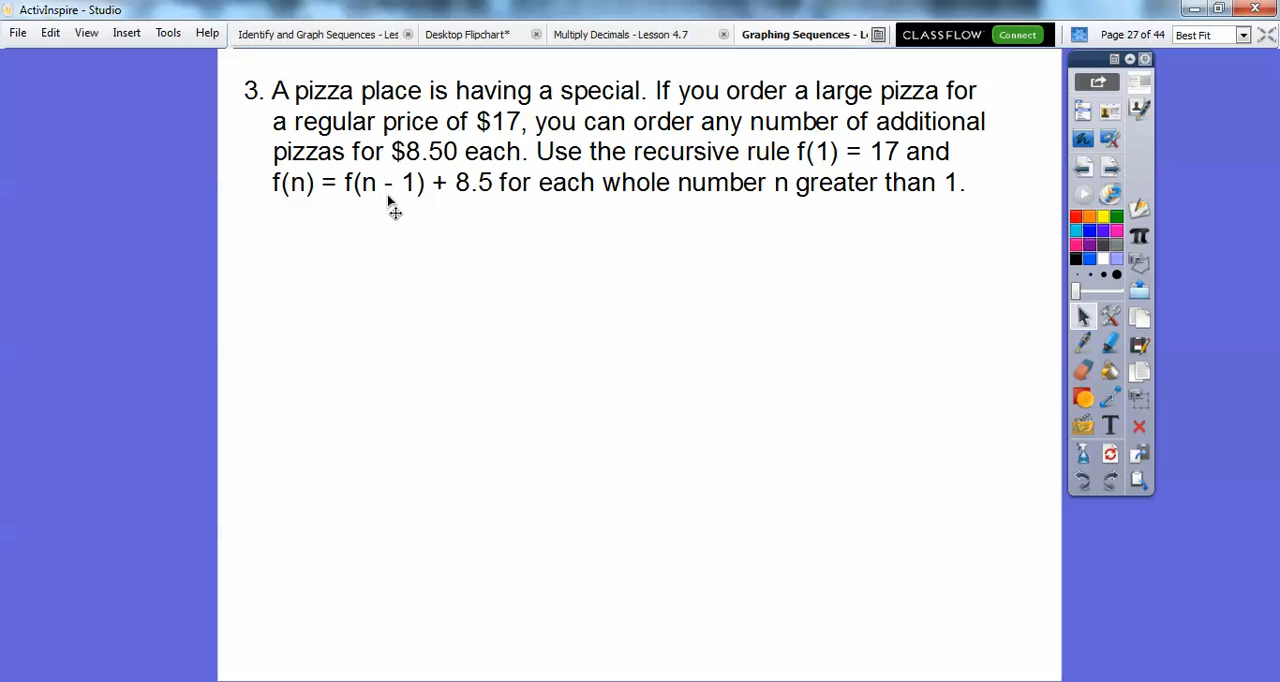 ActivInspire - Studio
File Edit View Insert Tools Help
Identify and Graph Sequences - Les
Desktop Flipchart*
Multiply Decimals - Lesson 4.7
Graphing Sequences - L
CLASSFLOW Connect
Page 27 of 44
Best Fit
3. A pizza place is having a special. If you order a large pizza for
a regular price of $17, you can order any number of additional
pizzas for $8.50 each. Use the recursive rule f(1) = 17 and
f(n) = f(n - 1) + 8.5 for each whole number n greater than 1.